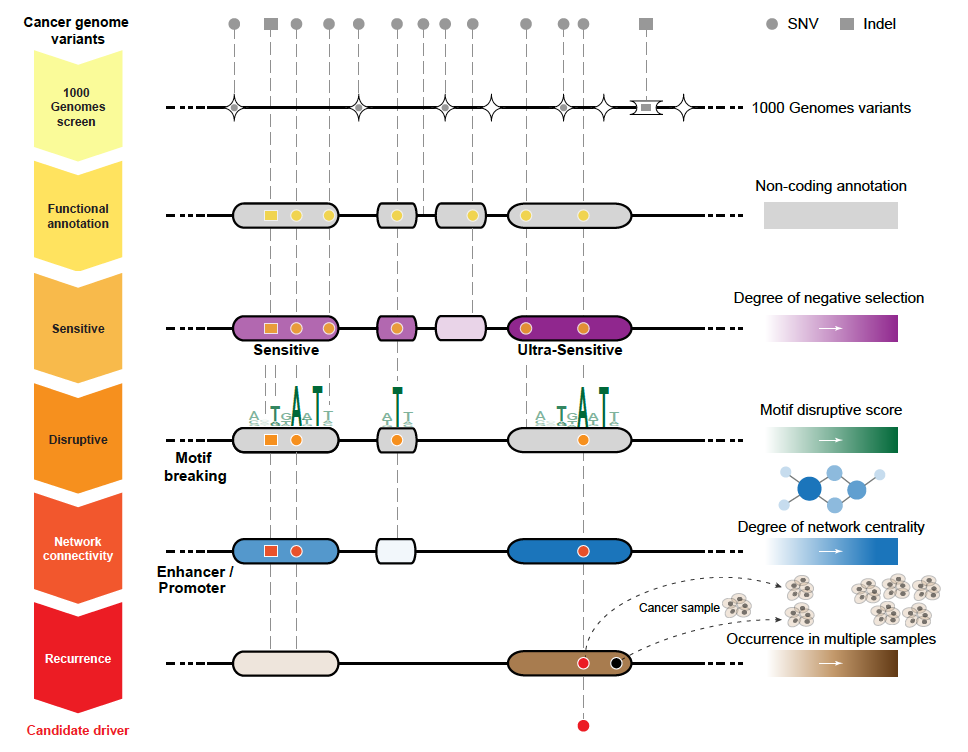 Cancer genome
variants
SNV
Indel
1000
Genomes
screen
1000 Genomes variants
Functional
annotation
Non-coding annotation
Sensitive
Degree of negative selection
Sensitive
Ultra-Sensitive
Disruptive
Motif disruptive score
Motif
breaking
Network
connectivity
Degree of network centrality
Enhancer /
Promoter
Cancer sample
Occurrence in multiple samples
Recurrence
Candidate driver